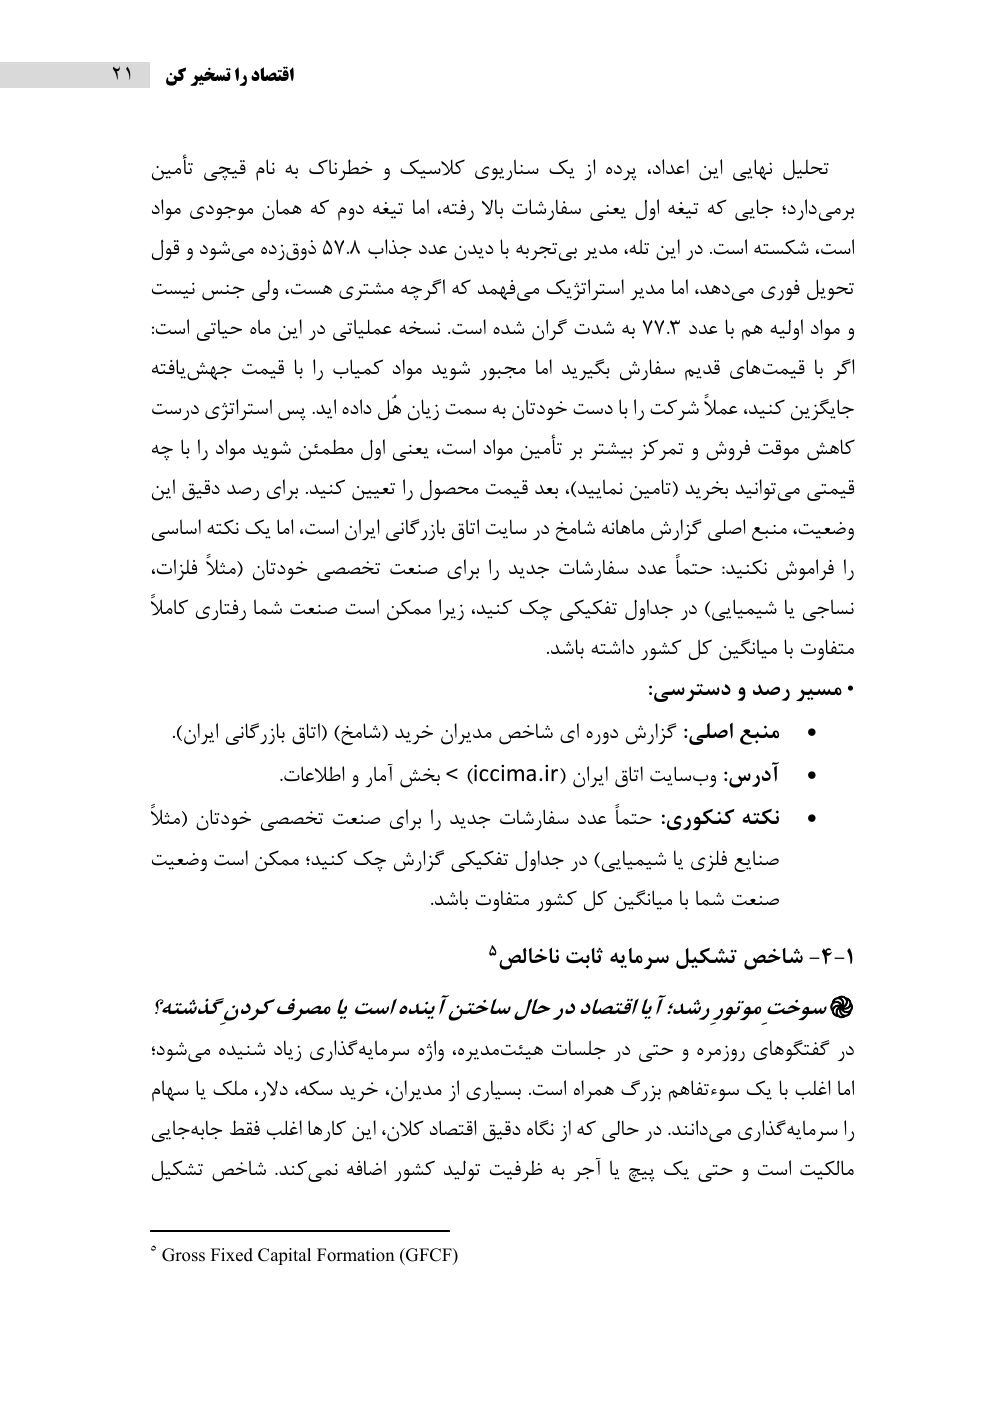 اقتصاد را تسخیر کن ۲۱
تحلیل نهایی این اعداد، پرده از یک سناریوی کلاسیک و خطرناک به نام قیچی تأمین
برمی‌دارد؛ جایی که تیغه اول یعنی سفارشات بالا رفته، اما تیغه دوم که همان موجودی مواد
است، شکسته است. در این تله، مدیر بی‌تجربه با دیدن عدد جذاب ۵۷.۸ ذوق‌زده می‌شود و قول
تحویل فوری می‌دهد، اما مدیر استراتژیک می‌فهمد که اگرچه مشتری هست، ولی جنس نیست
و مواد اولیه هم با عدد ۷۷.۳ به شدت گران شده است. نسخه عملیاتی در این ماه حیاتی است:
اگر با قیمت‌های قدیم سفارش بگیرید اما مجبور شوید مواد کمیاب را با قیمت جهش‌یافته
جایگزین کنید، عملاً شرکت را با دست خودتان به سمت زیان هُل داده اید. پس استراتژی درست
کاهش موقت فروش و تمرکز بیشتر بر تأمین مواد است، یعنی اول مطمئن شوید مواد را با چه
قیمتی می‌توانید بخرید (تامین نمایید)، بعد قیمت محصول را تعیین کنید. برای رصد دقیق این
وضعیت، منبع اصلی گزارش ماهانه شامخ در سایت اتاق بازرگانی ایران است، اما یک نکته اساسی
را فراموش نکنید: حتماً عدد سفارشات جدید را برای صنعت تخصصی خودتان (مثلاً فلزات،
نساجی یا شیمیایی) در جداول تفکیکی چک کنید، زیرا ممکن است صنعت شما رفتاری کاملاً
متفاوت با میانگین کل کشور داشته باشد.
• مسیر رصد و دسترسی:
• منبع اصلی: گزارش دوره ای شاخص مدیران خرید (شامخ) (اتاق بازرگانی ایران).
• آدرس: وب‌سایت اتاق ایران (iccima.ir) > بخش آمار و اطلاعات.
• نکته کنکوری: حتماً عدد سفارشات جدید را برای صنعت تخصصی خودتان (مثلاً
صنایع فلزی یا شیمیایی) در جداول تفکیکی گزارش چک کنید؛ ممکن است وضعیت
صنعت شما با میانگین کل کشور متفاوت باشد.
۱-۴- شاخص تشکیل سرمایه ثابت ناخالص۵
سوختِ موتورِ رشد؛ آیا اقتصاد در حال ساختن آینده است یا مصرف کردنِ گذشته؟
در گفتگوهای روزمره و حتی در جلسات هیئت‌مدیره، واژه سرمایه‌گذاری زیاد شنیده می‌شود؛
اما اغلب با یک سوءتفاهم بزرگ همراه است. بسیاری از مدیران، خرید سکه، دلار، ملک یا سهام
را سرمایه‌گذاری می‌دانند. در حالی که از نگاه دقیق اقتصاد کلان، این کارها اغلب فقط جابه‌جایی
مالکیت است و حتی یک پیچ یا آجر به ظرفیت تولید کشور اضافه نمی‌کند. شاخص تشکیل
۵ Gross Fixed Capital Formation (GFCF)